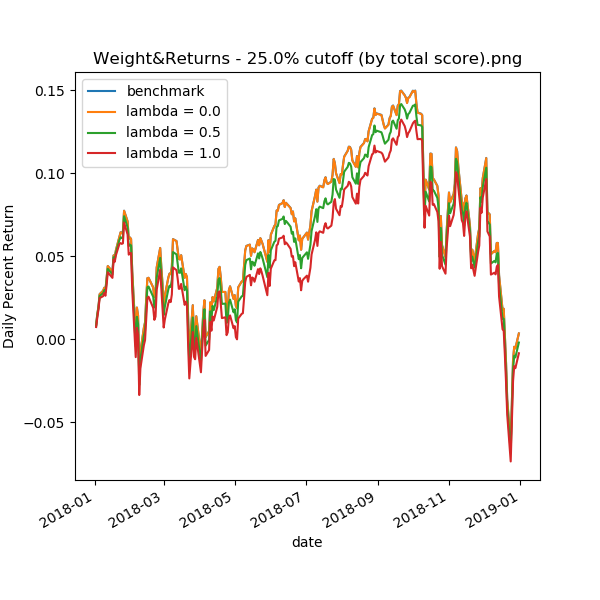 Weight&Returns - 25.0% cutoff (by total score).png
benchmark
lambda = 0.0
lambda = 0.5
lambda = 1.0
0.15
0.10
0.05
0.00
−0.05
Daily Percent Return
2018-01
2018-03
2018-05
2018-07
2018-09
2018-11
2019-01
date